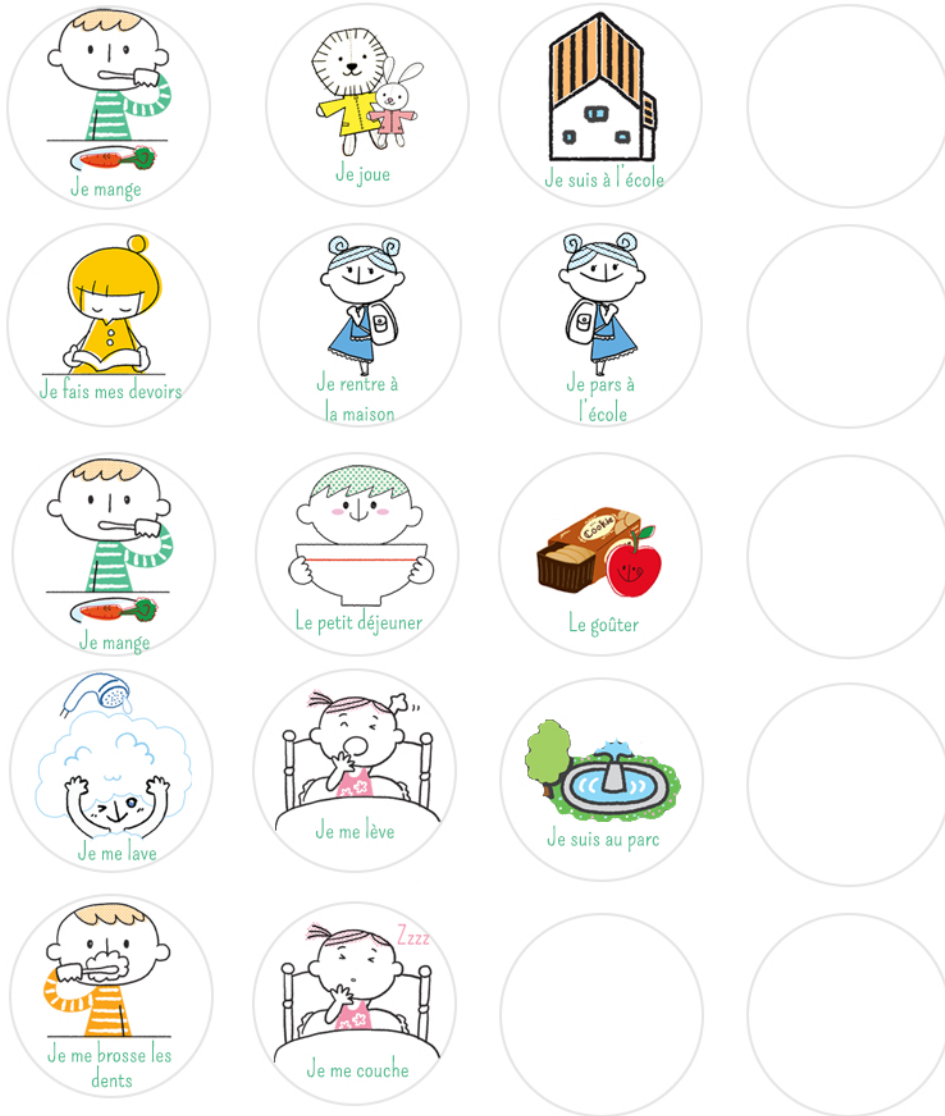 Je mange
Je joue
Je suis à l'école
Je fais mes devoirs
Je rentre à
la maison
Je pars à
l'école
Je mange
Le petit déjeuner
Cookie
Le goûter
Je me lave
Je me lève
Je suis au parc
Je me brosse les
dents
Zzzz
Je me couche